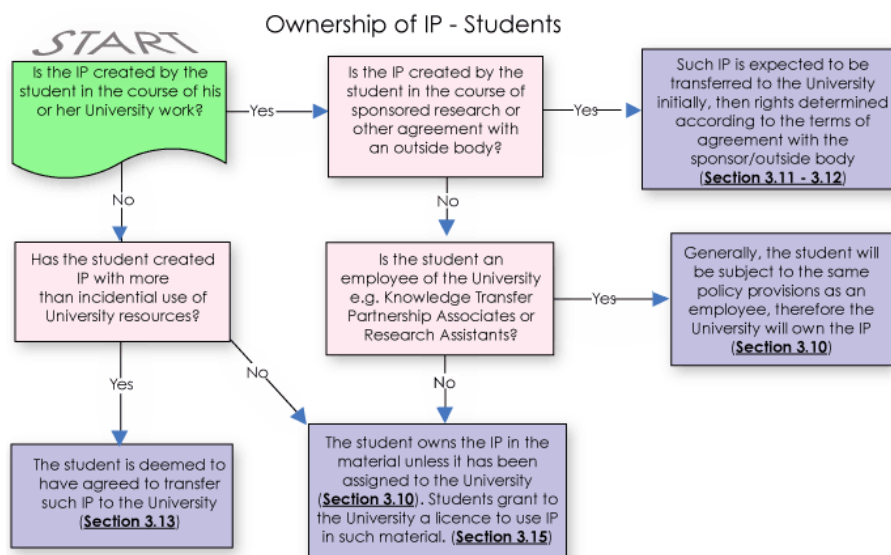 Ownership of IP - Students
START
Is the IP created by the
student in the course of his
or her University work?
Yes
Is the IP created by the
student in the course of
sponsored research or
other agreement with
an outside body?
Yes
Such IP is expected to be
transferred to the University
initially, then rights determined
according to the terms of
agreement with the
sponsor/outside body
(Section 3.11 - 3.12)
No
No
Has the student created
IP with more
than incidental use of
University resources?
Is the student an
employee of the University
e.g. Knowledge Transfer
Partnership Associates or
Research Assistants?
Yes
Generally, the student will
be subject to the same
policy provisions as an
employee, therefore the
University will own the IP
(Section 3.10)
Yes
No
No
The student is deemed to
have agreed to transfer
such IP to the University
(Section 3.13)
The student owns the IP in the
material unless it has been
assigned to the University
(Section 3.10). Students grant to
the University a licence to use IP
in such material. (Section 3.15)